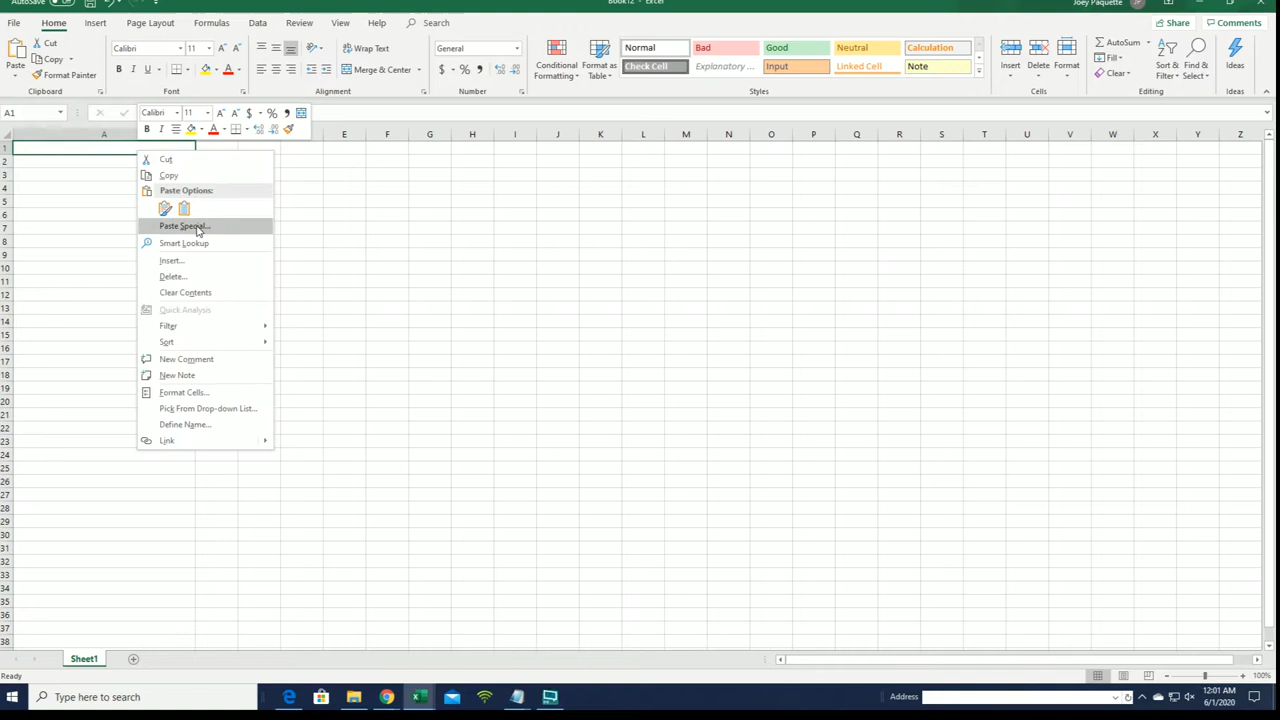 AutoSave
Book12 - Excel
Joey Paquette
JP
File Home Insert Page Layout Formulas Data Review View Help Search
Share Comments
Cut
Copy
Format Painter
Paste
Calibri 11
B I U
Wrap Text
Merge & Center
General
$ % ,
Conditional Formatting
Format as Table
Normal Bad Good Neutral Calculation
Check Cell Explanatory ... Input Linked Cell Note
Insert Delete Format
AutoSum
Fill
Clear
Sort & Filter
Find & Select
Ideas
Clipboard Font Alignment Number Styles Cells Editing Ideas
A1
Calibri 11 A A $ % ,
B I
A E F G H I J K L M N O P Q R S T U V W X Y Z
1
2
3
4
5
6
7
8
9
10
11
12
13
14
15
16
17
18
19
20
21
22
23
24
25
26
27
28
29
30
31
32
33
34
35
36
37
38
Cut
Copy
Paste Options:
Paste Special...
Smart Lookup
Insert...
Delete...
Clear Contents
Quick Analysis
Filter
Sort
New Comment
New Note
Format Cells...
Pick From Drop-down List...
Define Name...
Link
Sheet1
Ready
100%
Type here to search
Address
12:01 AM
6/1/2020